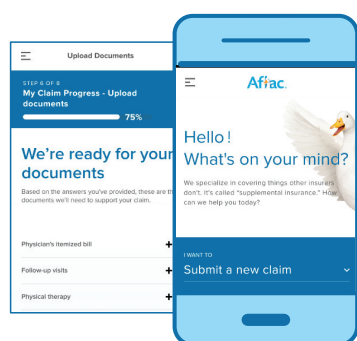 Upload Documents
STEP 6 OF 8
My Claim Progress - Upload
documents
75%
We're ready for your
documents
Based on the answers you've provided, these are th
documents we'll need to support your claim.
Physician's itemized bill
+
Follow-up visits
+
Physical therapy
+
Aflac.
Hello!
What's on your mind?
We specialize in covering things other insurers
don't. It's called "supplemental insurance." How
can we help you today?
I WANT TO
Submit a new claim